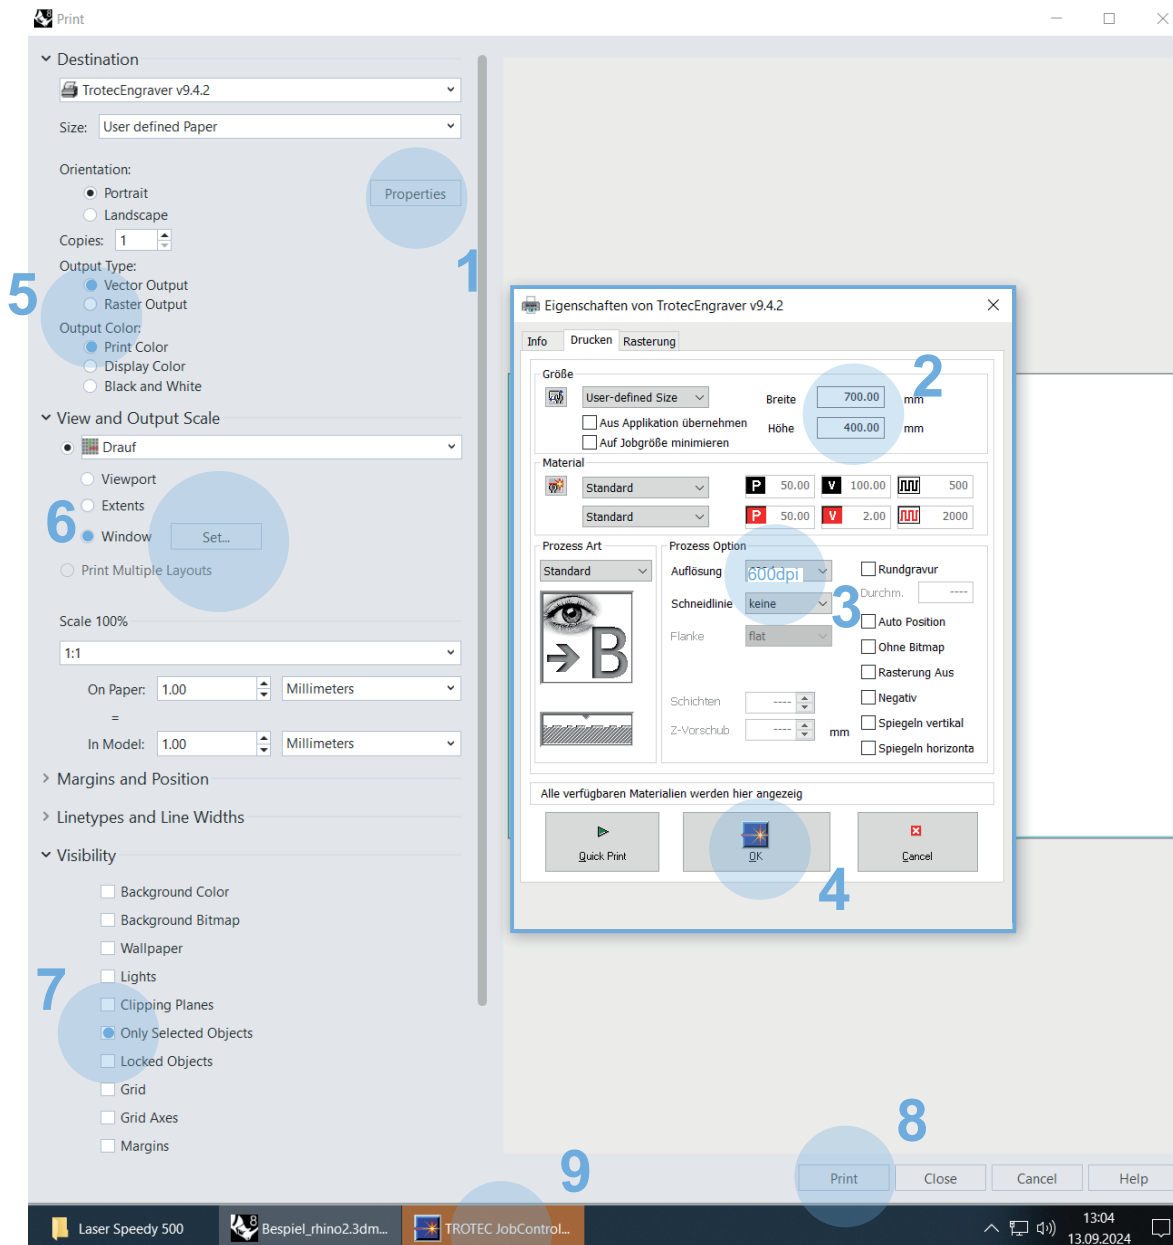 Print
Destination
TrotecEngraver v9.4.2
Size: User defined Paper
Orientation:
Portrait
Properties
Landscape
Copies: 1
1
Output Type:
5
Vector Output
Raster Output
Output Color:
Print Color
Display Color
Black and White
View and Output Scale
Drauf
Viewport
Extents
6
Window
Set...
Print Multiple Layouts
Scale 100%
1:1
On Paper: 1.00 Millimeters
=
In Model: 1.00 Millimeters
Margins and Position
Linetypes and Line Widths
Visibility
Background Color
Background Bitmap
Wallpaper
Lights
7
Clipping Planes
Only Selected Objects
Locked Objects
Grid
Grid Axes
Margins
Eigenschaften von TrotecEngraver v9.4.2
Info Drucken Rasterung
Größe
2
User-defined Size Breite 700.00 mm
Aus Applikation übernehmen
Höhe 400.00 mm
Auf Jobgröße minimieren
Material
Standard P 50.00 V 100.00 500
Standard P 50.00 V 2.00 2000
Prozess Art
Prozess Option
Standard
Auflösung 600dpi
Rundgravur
Schneidlinie keine
3
Durchm. ----
Auto Position
Flanke flat
Ohne Bitmap
B
Rasterung Aus
Negativ
Schichten ----
Spiegeln vertikal
Z-Vorschub ---- mm
Spiegeln horizonta
Alle verfügbaren Materialien werden hier angezeig
Quick Print
OK
Cancel
4
8
Print Close Cancel Help
9
Laser Speedy 500
8
Bespiel_rhino2.3dm...
TROTEC JobControl...
13:04
13.09.2024